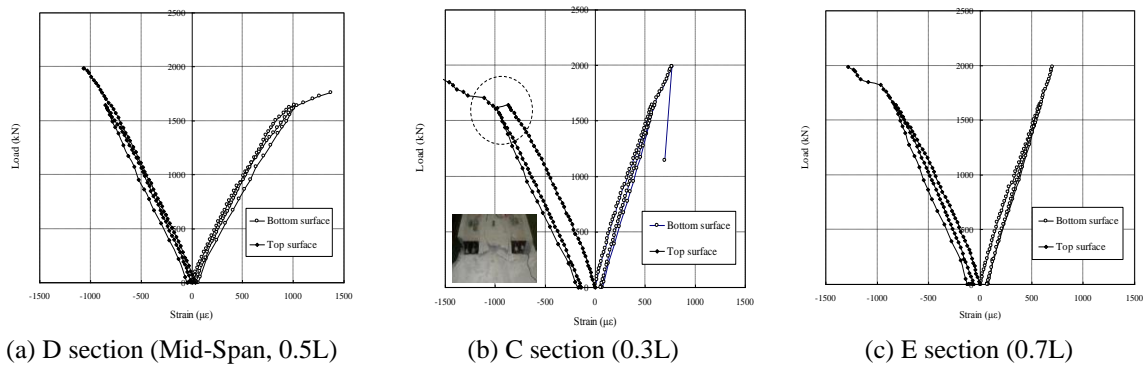 2500
2000
1500
1000
500
0
-1500 -1000 -500 0 500 1000 1500
Strain (με)
Load (kN)
Bottom surface
Top surface
2500
2000
1500
1000
500
0
-1500 -1000 -500 0 500 1000 1500
Strain (με)
Load (kN)
Bottom surface
Top surface
2500
2000
1500
1000
500
0
-1500 -1000 -500 0 500 1000 1500
Strain (με)
Load (kN)
Bottom surface
Top surface
(a) D section (Mid-Span, 0.5L)
(b) C section (0.3L)
(c) E section (0.7L)